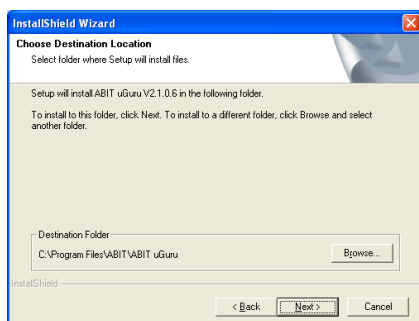 InstallShield Wizard
Choose Destination Location
Select folder where Setup will install files.
Setup will install ABIT uGuru V2.1.0.6 in the following folder.
To install to this folder, click Next. To install to a different folder, click Browse and select
another folder.
Destination Folder
C:\Program Files\ABIT\ABIT uGuru
Browse...
InstallShield
< Back
Next >
Cancel